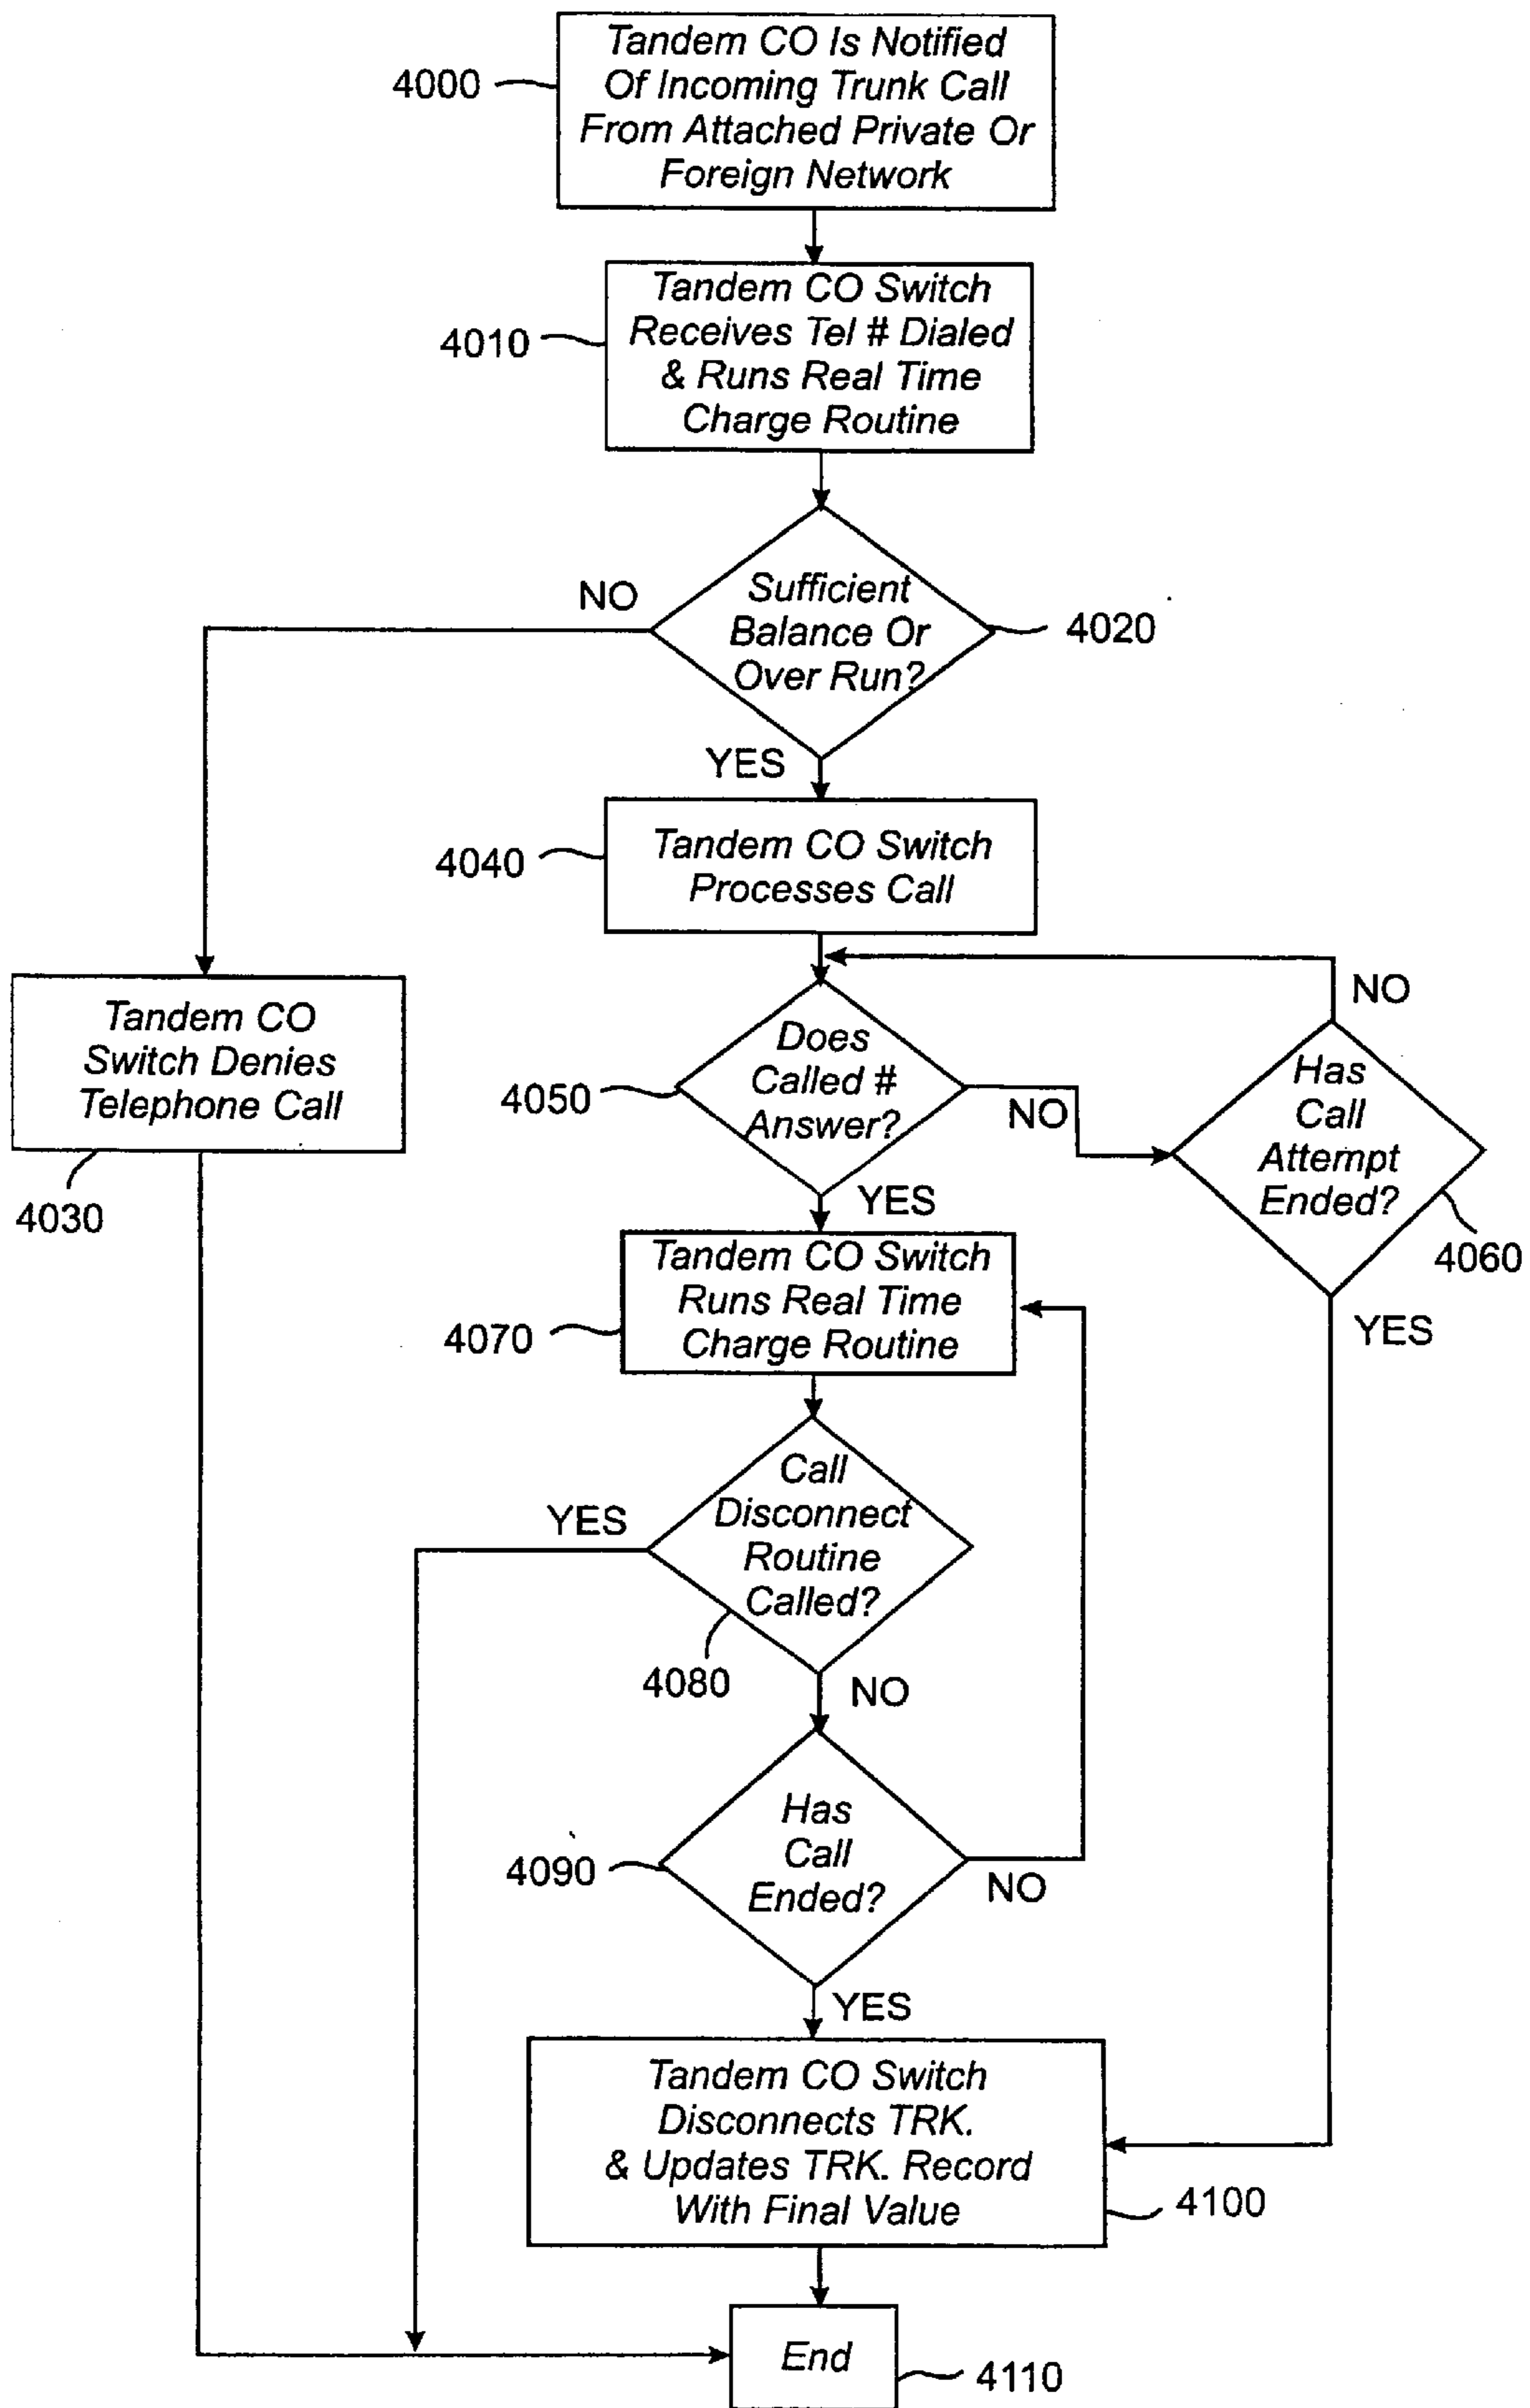 Tandem CO Is Notified
Of Incoming Trunk Call
From Attached Private Or
Foreign Network
4000
Tandem CO Switch
Receives Tel # Dialed
& Runs Real Time
Charge Routine
4010
Sufficient
Balance Or
Over Run?
NO
4020
YES
Tandem CO Switch
Processes Call
4040
Tandem CO
Switch Denies
Telephone Call
4030
Does
Called #
Answer?
4050
NO
NO
Has
Call
Attempt
Ended?
4060
YES
YES
Tandem CO Switch
Runs Real Time
Charge Routine
4070
Call
Disconnect
Routine
Called?
YES
4080
NO
Has
Call
Ended?
4090
NO
YES
Tandem CO Switch
Disconnects TRK.
& Updates TRK. Record
With Final Value
4100
End
4110